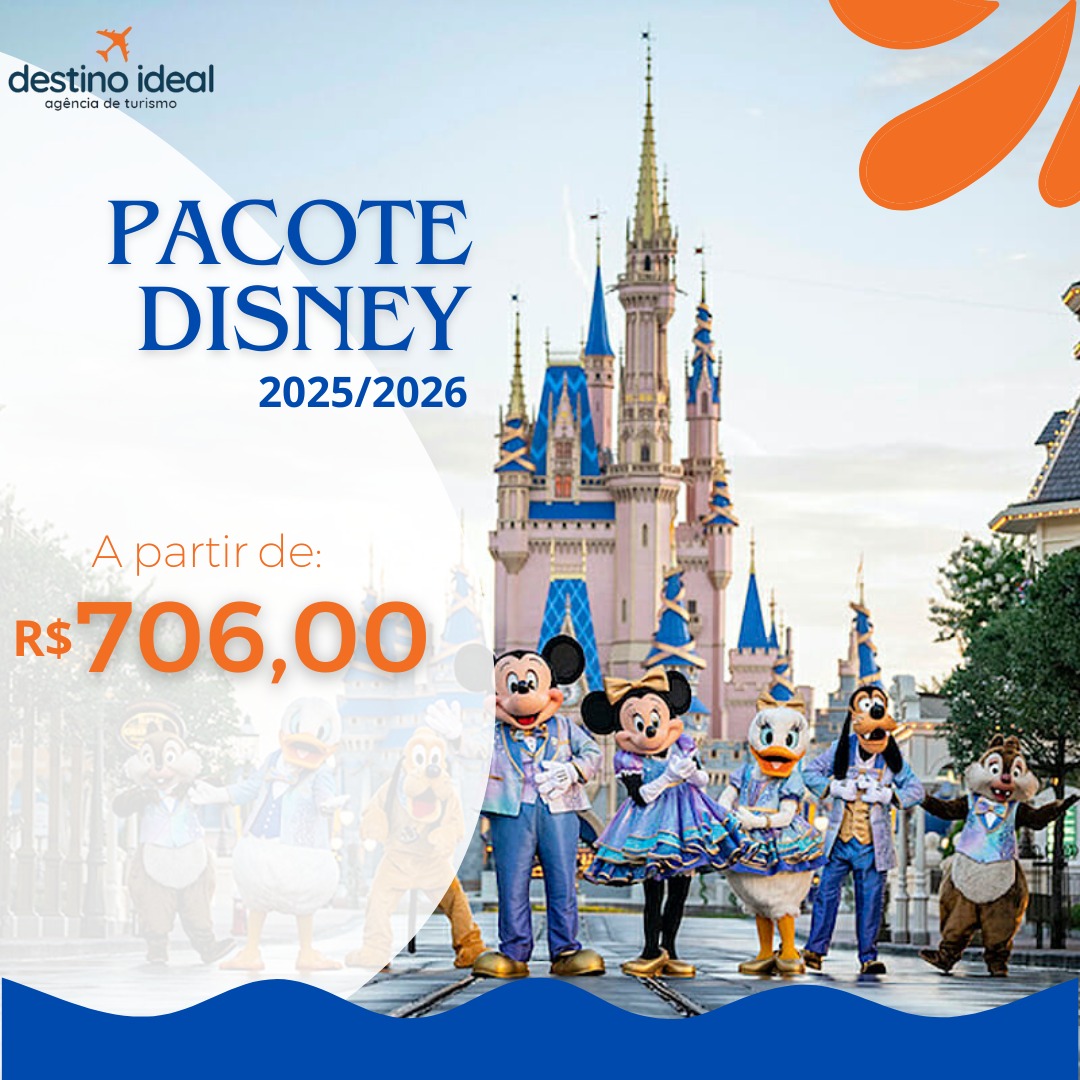 destino ideal
agência de turismo
PACOTE
DISNEY
2025/2026
A partir de:
R$706,00